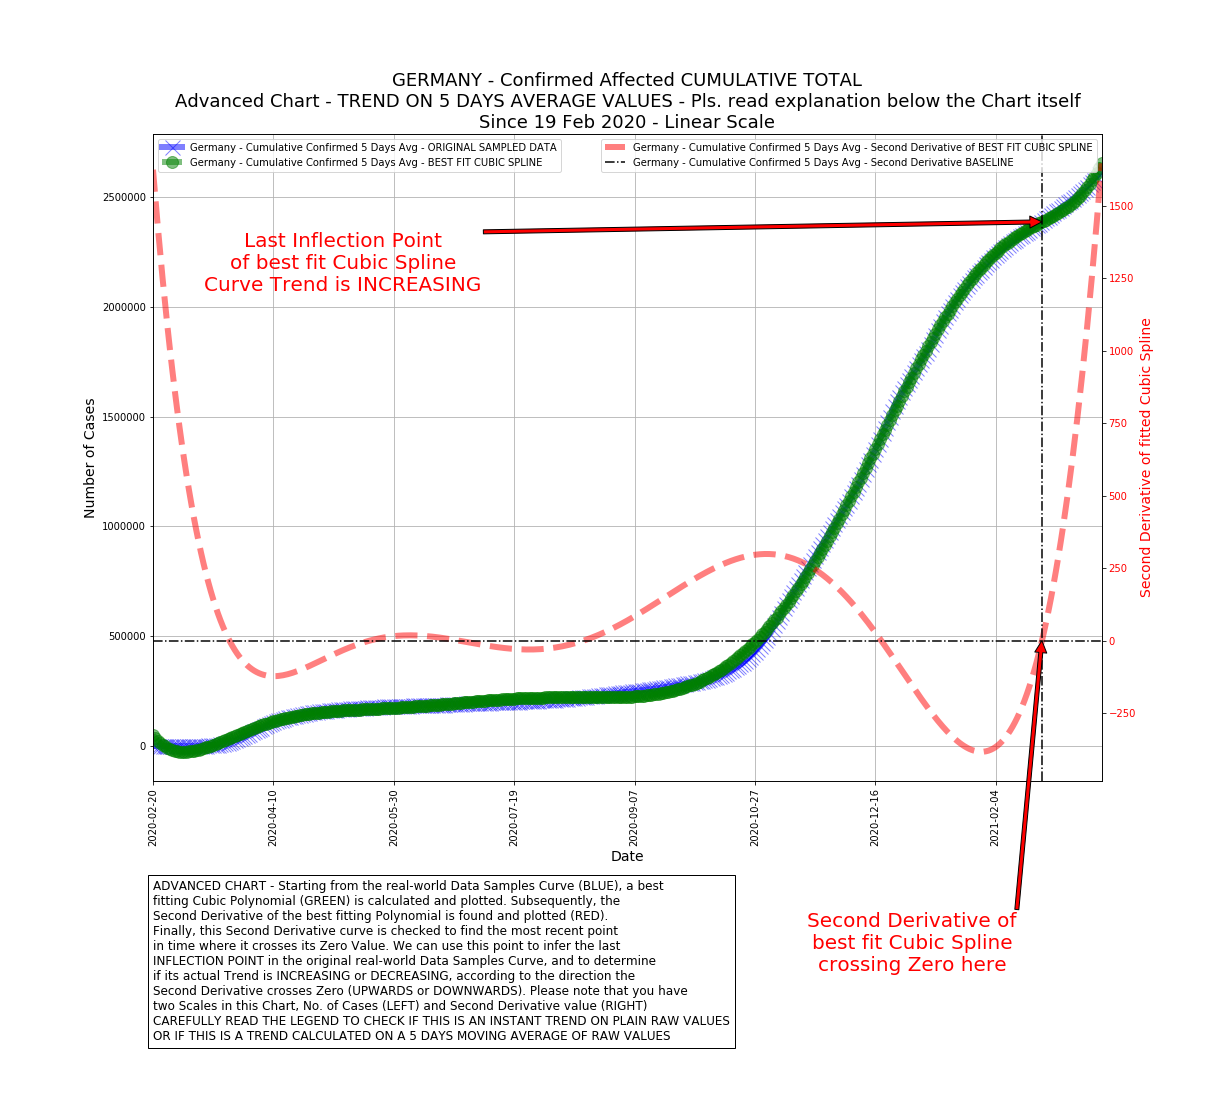 GERMANY - Confirmed Affected CUMULATIVE TOTAL
Advanced Chart - TREND ON 5 DAYS AVERAGE VALUES - Pls. read explanation below the Chart itself
Since 19 Feb 2020 - Linear Scale
Germany - Cumulative Confirmed 5 Days Avg - ORIGINAL SAMPLED DATA
Germany - Cumulative Confirmed 5 Days Avg - BEST FIT CUBIC SPLINE
Germany - Cumulative Confirmed 5 Days Avg - Second Derivative of BEST FIT CUBIC SPLINE
Germany - Cumulative Confirmed 5 Days Avg - Second Derivative BASELINE
Last Inflection Point
of best fit Cubic Spline
Curve Trend is INCREASING
Number of Cases
2500000
2000000
1500000
1000000
500000
0
1500
1250
1000
750
500
250
0
−250
Second Derivative of fitted Cubic Spline
2020-02-20
2020-04-10
2020-05-30
2020-07-19
2020-09-07
2020-10-27
2020-12-16
2021-02-04
Date
ADVANCED CHART - Starting from the real-world Data Samples Curve (BLUE), a best
fitting Cubic Polynomial (GREEN) is calculated and plotted. Subsequently, the
Second Derivative of the best fitting Polynomial is found and plotted (RED).
Finally, this Second Derivative curve is checked to find the most recent point
in time where it crosses its Zero Value. We can use this point to infer the last
INFLECTION POINT in the original real-world Data Samples Curve, and to determine
if its actual Trend is INCREASING or DECREASING, according to the direction the
Second Derivative crosses Zero (UPWARDS or DOWNWARDS). Please note that you have
two Scales in this Chart, No. of Cases (LEFT) and Second Derivative value (RIGHT)
CAREFULLY READ THE LEGEND TO CHECK IF THIS IS AN INSTANT TREND ON PLAIN RAW VALUES
OR IF THIS IS A TREND CALCULATED ON A 5 DAYS MOVING AVERAGE OF RAW VALUES
Second Derivative of
best fit Cubic Spline
crossing Zero here